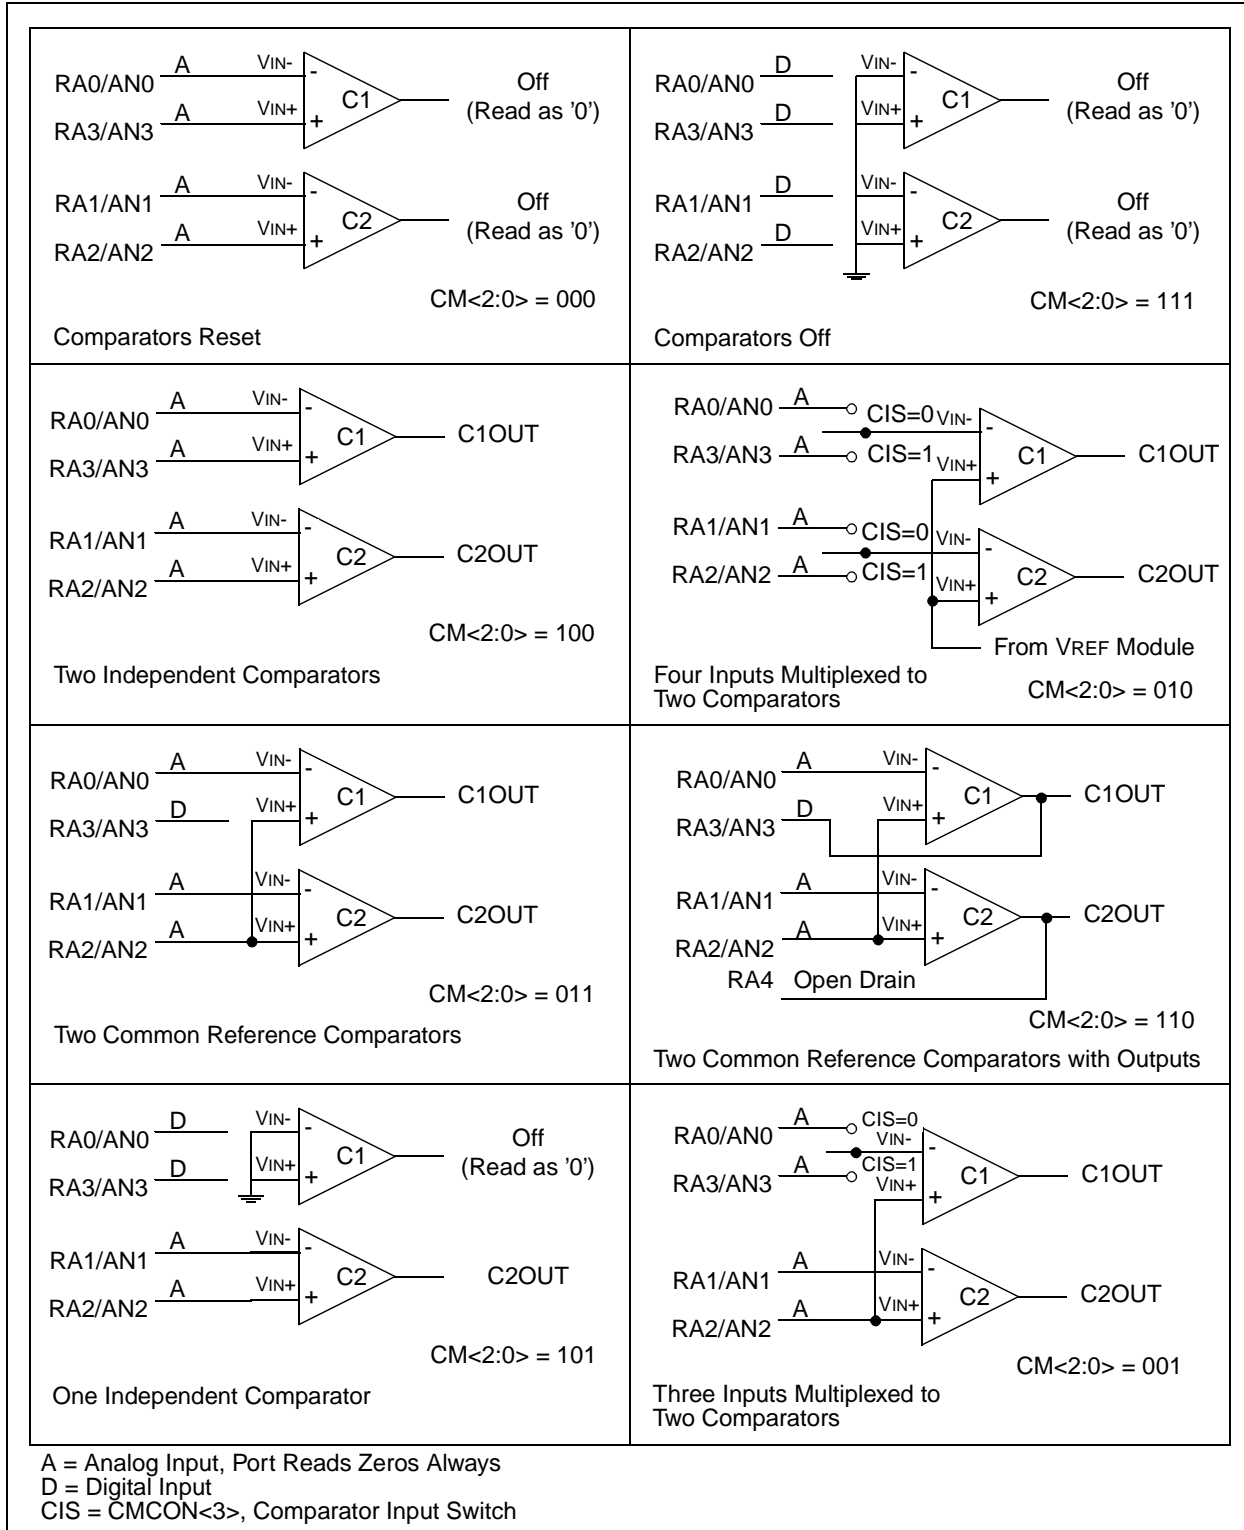 A VIN-
RA0/AN0 - Off
C1 (Read as '0')
A VIN+
RA3/AN3 +
A VIN-
RA1/AN1 - Off
C2 (Read as '0')
A VIN+
RA2/AN2 +
CM<2:0> = 000
Comparators Reset
D VIN-
RA0/AN0 - Off
C1 (Read as '0')
D VIN+
RA3/AN3 +
D VIN-
RA1/AN1 - Off
C2 (Read as '0')
D VIN+
RA2/AN2 +
CM<2:0> = 111
Comparators Off
A VIN-
RA0/AN0 -
C1 C1OUT
A VIN+
RA3/AN3 +
A VIN-
RA1/AN1 -
C2 C2OUT
A VIN+
RA2/AN2 +
CM<2:0> = 100
Two Independent Comparators
RA0/AN0 A CIS=0 VIN- -
C1 C1OUT
RA3/AN3 A CIS=1 VIN+ +
RA1/AN1 A CIS=0 VIN- -
C2 C2OUT
RA2/AN2 A CIS=1 VIN+ +
From VREF Module
Four Inputs Multiplexed to
Two Comparators
CM<2:0> = 010
A VIN-
RA0/AN0 -
C1 C1OUT
D VIN+
RA3/AN3 +
A VIN-
RA1/AN1 -
C2 C2OUT
A VIN+
RA2/AN2 +
CM<2:0> = 011
Two Common Reference Comparators
A VIN-
RA0/AN0 -
C1 C1OUT
D VIN+
RA3/AN3 +
A VIN-
RA1/AN1 -
C2 C2OUT
A VIN+
RA2/AN2 +
RA4 Open Drain
CM<2:0> = 110
Two Common Reference Comparators with Outputs
D VIN-
RA0/AN0 - Off
C1 (Read as '0')
D VIN+
RA3/AN3 +
A VIN-
RA1/AN1 -
C2 C2OUT
A VIN+
RA2/AN2 +
CM<2:0> = 101
One Independent Comparator
RA0/AN0 A CIS=0
VIN- -
C1 C1OUT
RA3/AN3 A CIS=1
VIN+ +
A VIN-
RA1/AN1 -
C2 C2OUT
A VIN+
RA2/AN2 +
CM<2:0> = 001
Three Inputs Multiplexed to
Two Comparators
A = Analog Input, Port Reads Zeros Always
D = Digital Input
CIS = CMCON<3>, Comparator Input Switch